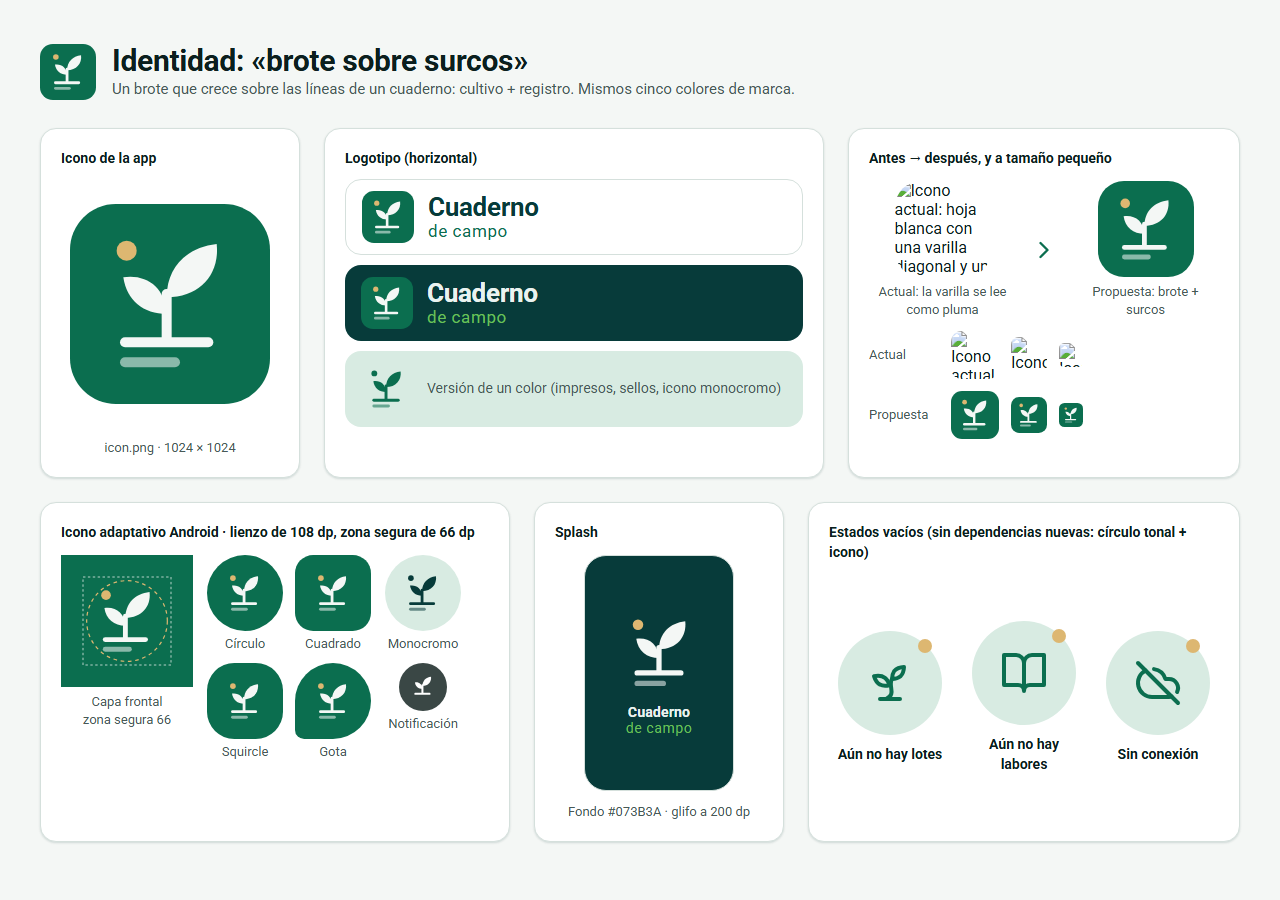 Identidad: «brote sobre surcos»
Un brote que crece sobre las líneas de un cuaderno: cultivo + registro. Mismos cinco colores de marca.
Icono de la app
icon.png · 1024 × 1024
Logotipo (horizontal)
Cuaderno
de campo
Cuaderno
de campo
Versión de un color (impresos, sellos, icono monocromo)
Antes → después, y a tamaño pequeño
Icono
actual: hoja
blanca con
una varilla
diagonal y un
Actual: la varilla se lee
como pluma
Propuesta: brote +
surcos
Actual
Icono
actual
Icono
Propuesta
Icono adaptativo Android · lienzo de 108 dp, zona segura de 66 dp
Capa frontal
zona segura 66
Círculo
Cuadrado
Monocromo
Squircle
Gota
Notificación
Splash
Cuaderno
de campo
Fondo #073B3A · glifo a 200 dp
Estados vacíos (sin dependencias nuevas: círculo tonal +
icono)
Aún no hay lotes
Aún no hay
labores
Sin conexión